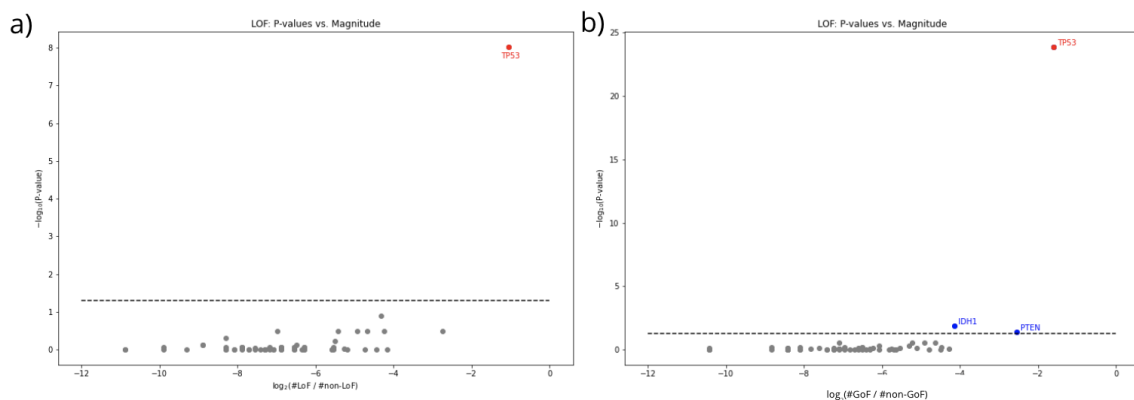 a)
LOF: P-values vs. Magnitude
8
7
6
5
4
3
2
1
0
−log₁₀(P-value)
TP53
−12 −10 −8 −6 −4 −2 0
log₂(#LoF / #non-LoF)
b)
LOF: P-values vs. Magnitude
25
20
15
10
5
0
−log₁₀(P-value)
TP53
IDH1
PTEN
−12 −10 −8 −6 −4 −2 0
log (#GoF / #non-GoF)